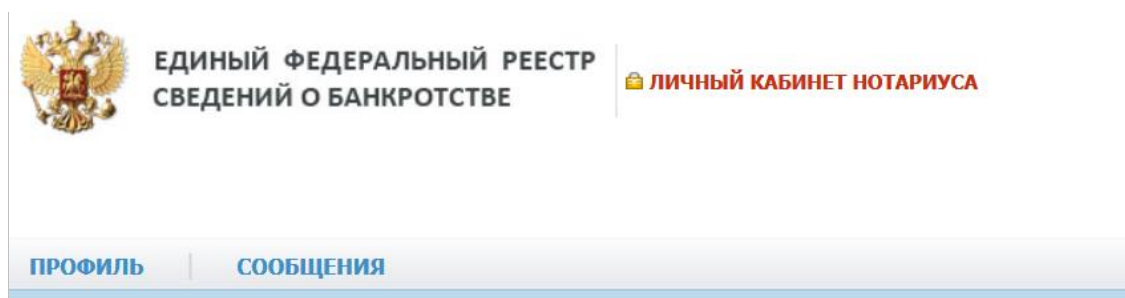 ЕДИНЫЙ ФЕДЕРАЛЬНЫЙ РЕЕСТР
СВЕДЕНИЙ О БАНКРОТСТВЕ
ЛИЧНЫЙ КАБИНЕТ НОТАРИУСА
ПРОФИЛЬ СООБЩЕНИЯ